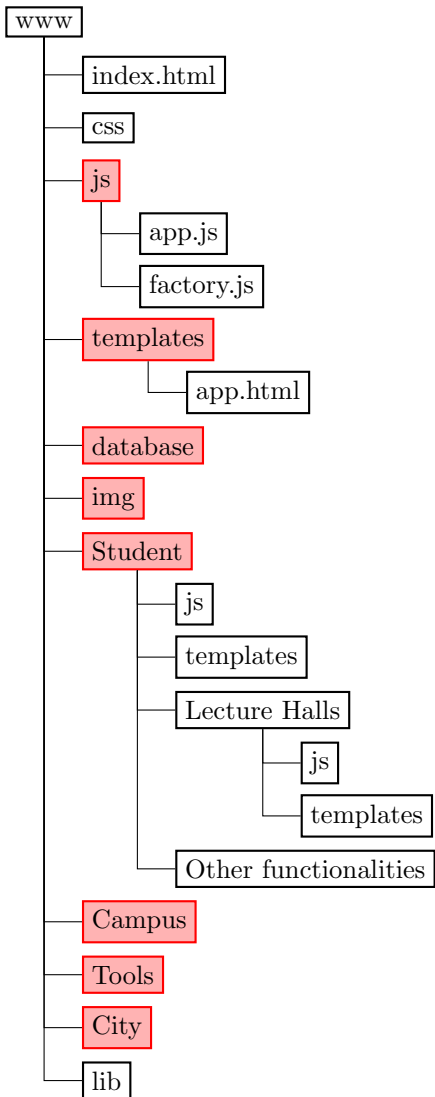 www
index.html
css
js
app.js
factory.js
templates
app.html
database
img
Student
js
templates
Lecture Halls
js
templates
Other functionalities
Campus
Tools
City
lib